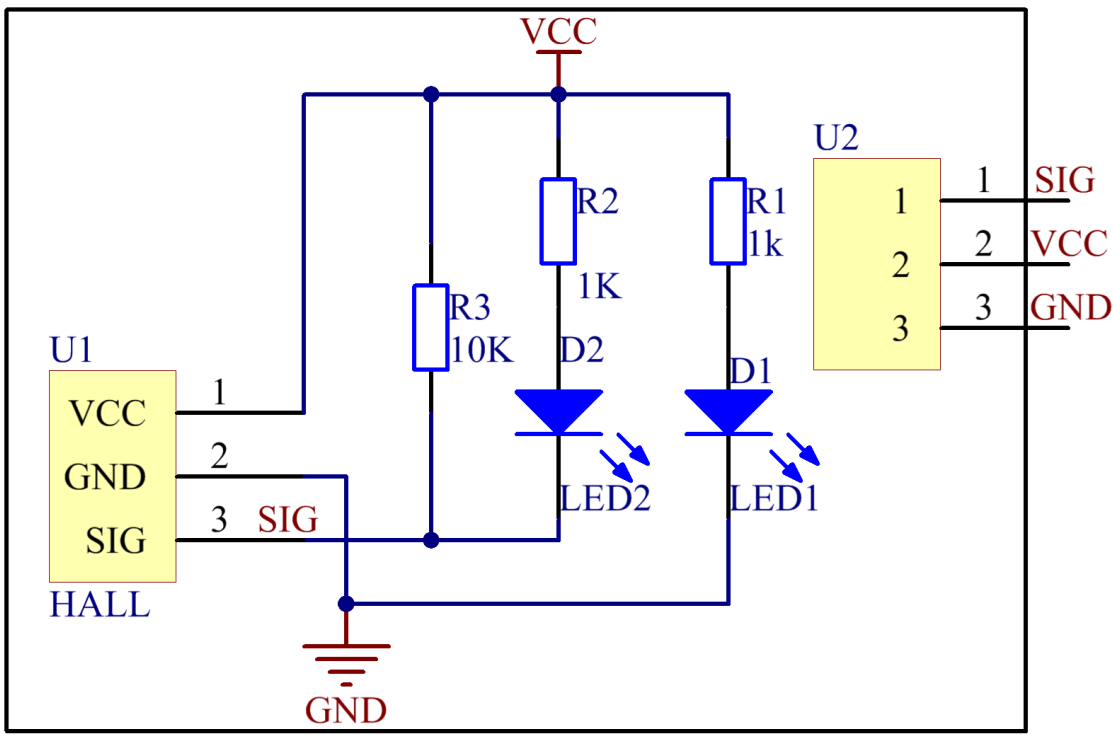 VCC
U2
1 1 SIG
2 2 VCC
3 3 GND
R2
1K
R1
1k
R3
10K
D2
D1
LED2
LED1
U1
VCC 1
GND 2
SIG 3 SIG
HALL
GND